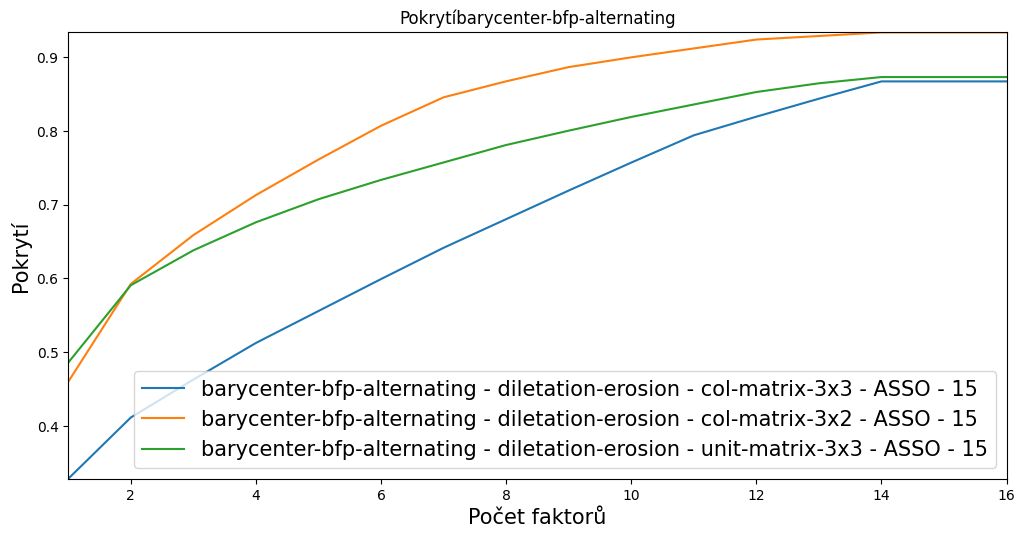 Pokrytíbarycenter-bfp-alternating
0.9
0.8
0.7
0.6
0.5
0.4
Pokrytí
barycenter-bfp-alternating - diletation-erosion - col-matrix-3x3 - ASSO - 15
barycenter-bfp-alternating - diletation-erosion - col-matrix-3x2 - ASSO - 15
barycenter-bfp-alternating - diletation-erosion - unit-matrix-3x3 - ASSO - 15
2 4 6 8 10 12 14 16
Počet faktorů